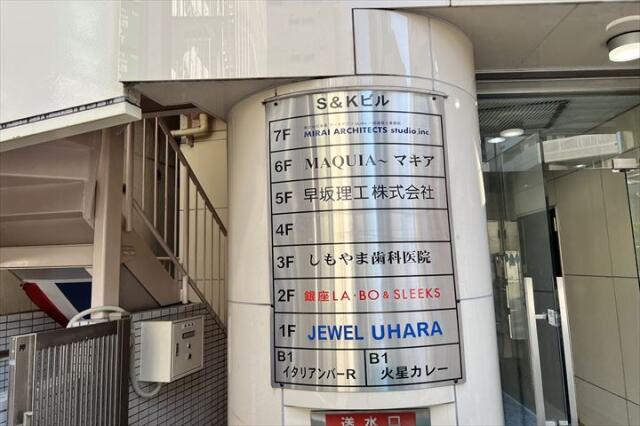 S&Kビル
7F MIRAI ARCHITECTS studio,inc.
6F MAQUIA～マキア
5F 早坂理工株式会社
4F
3F しもやま歯科医院
2F 銀座LA・BO&SLEEKS
1F JEWEL UHARA
B1 イタリアンバーR
B1 火星カレー
送水口